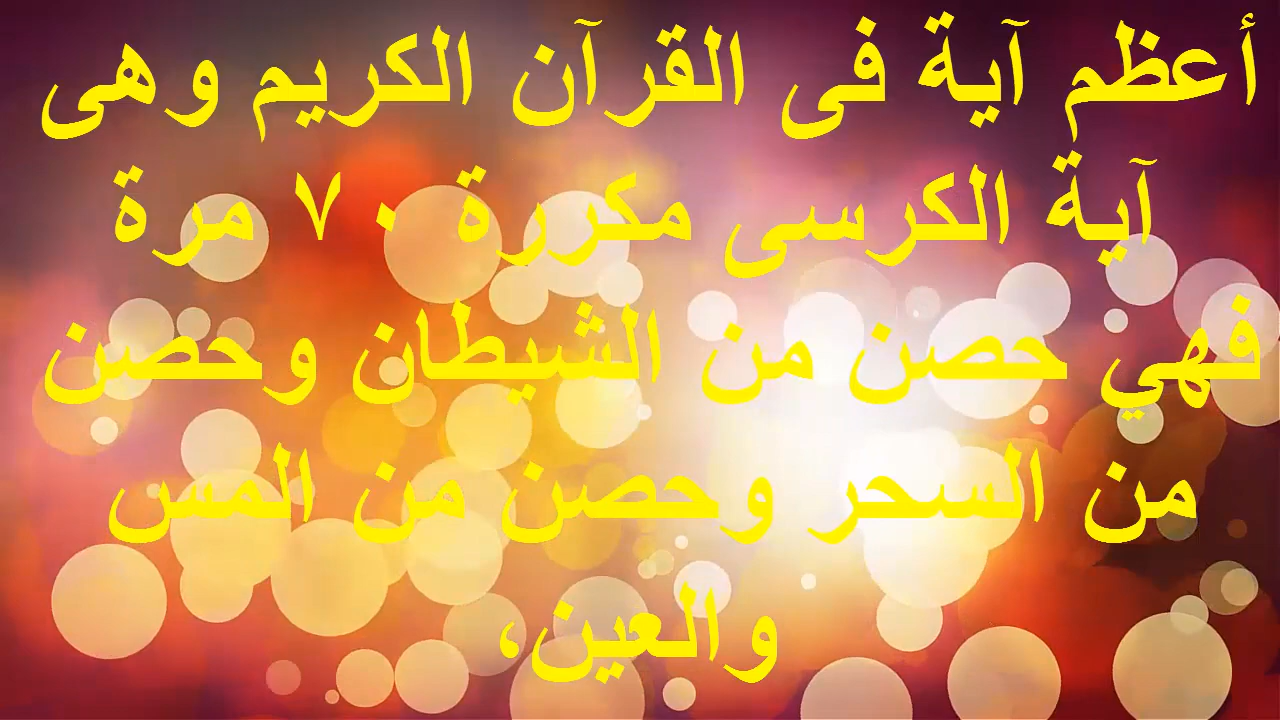 أعظم آية فى القرآن الكريم وهى
آية الكرسى مكررة ٧٠ مرة
فهي حصن من الشيطان وحصن
من السحر وحصن من المس
والعين،